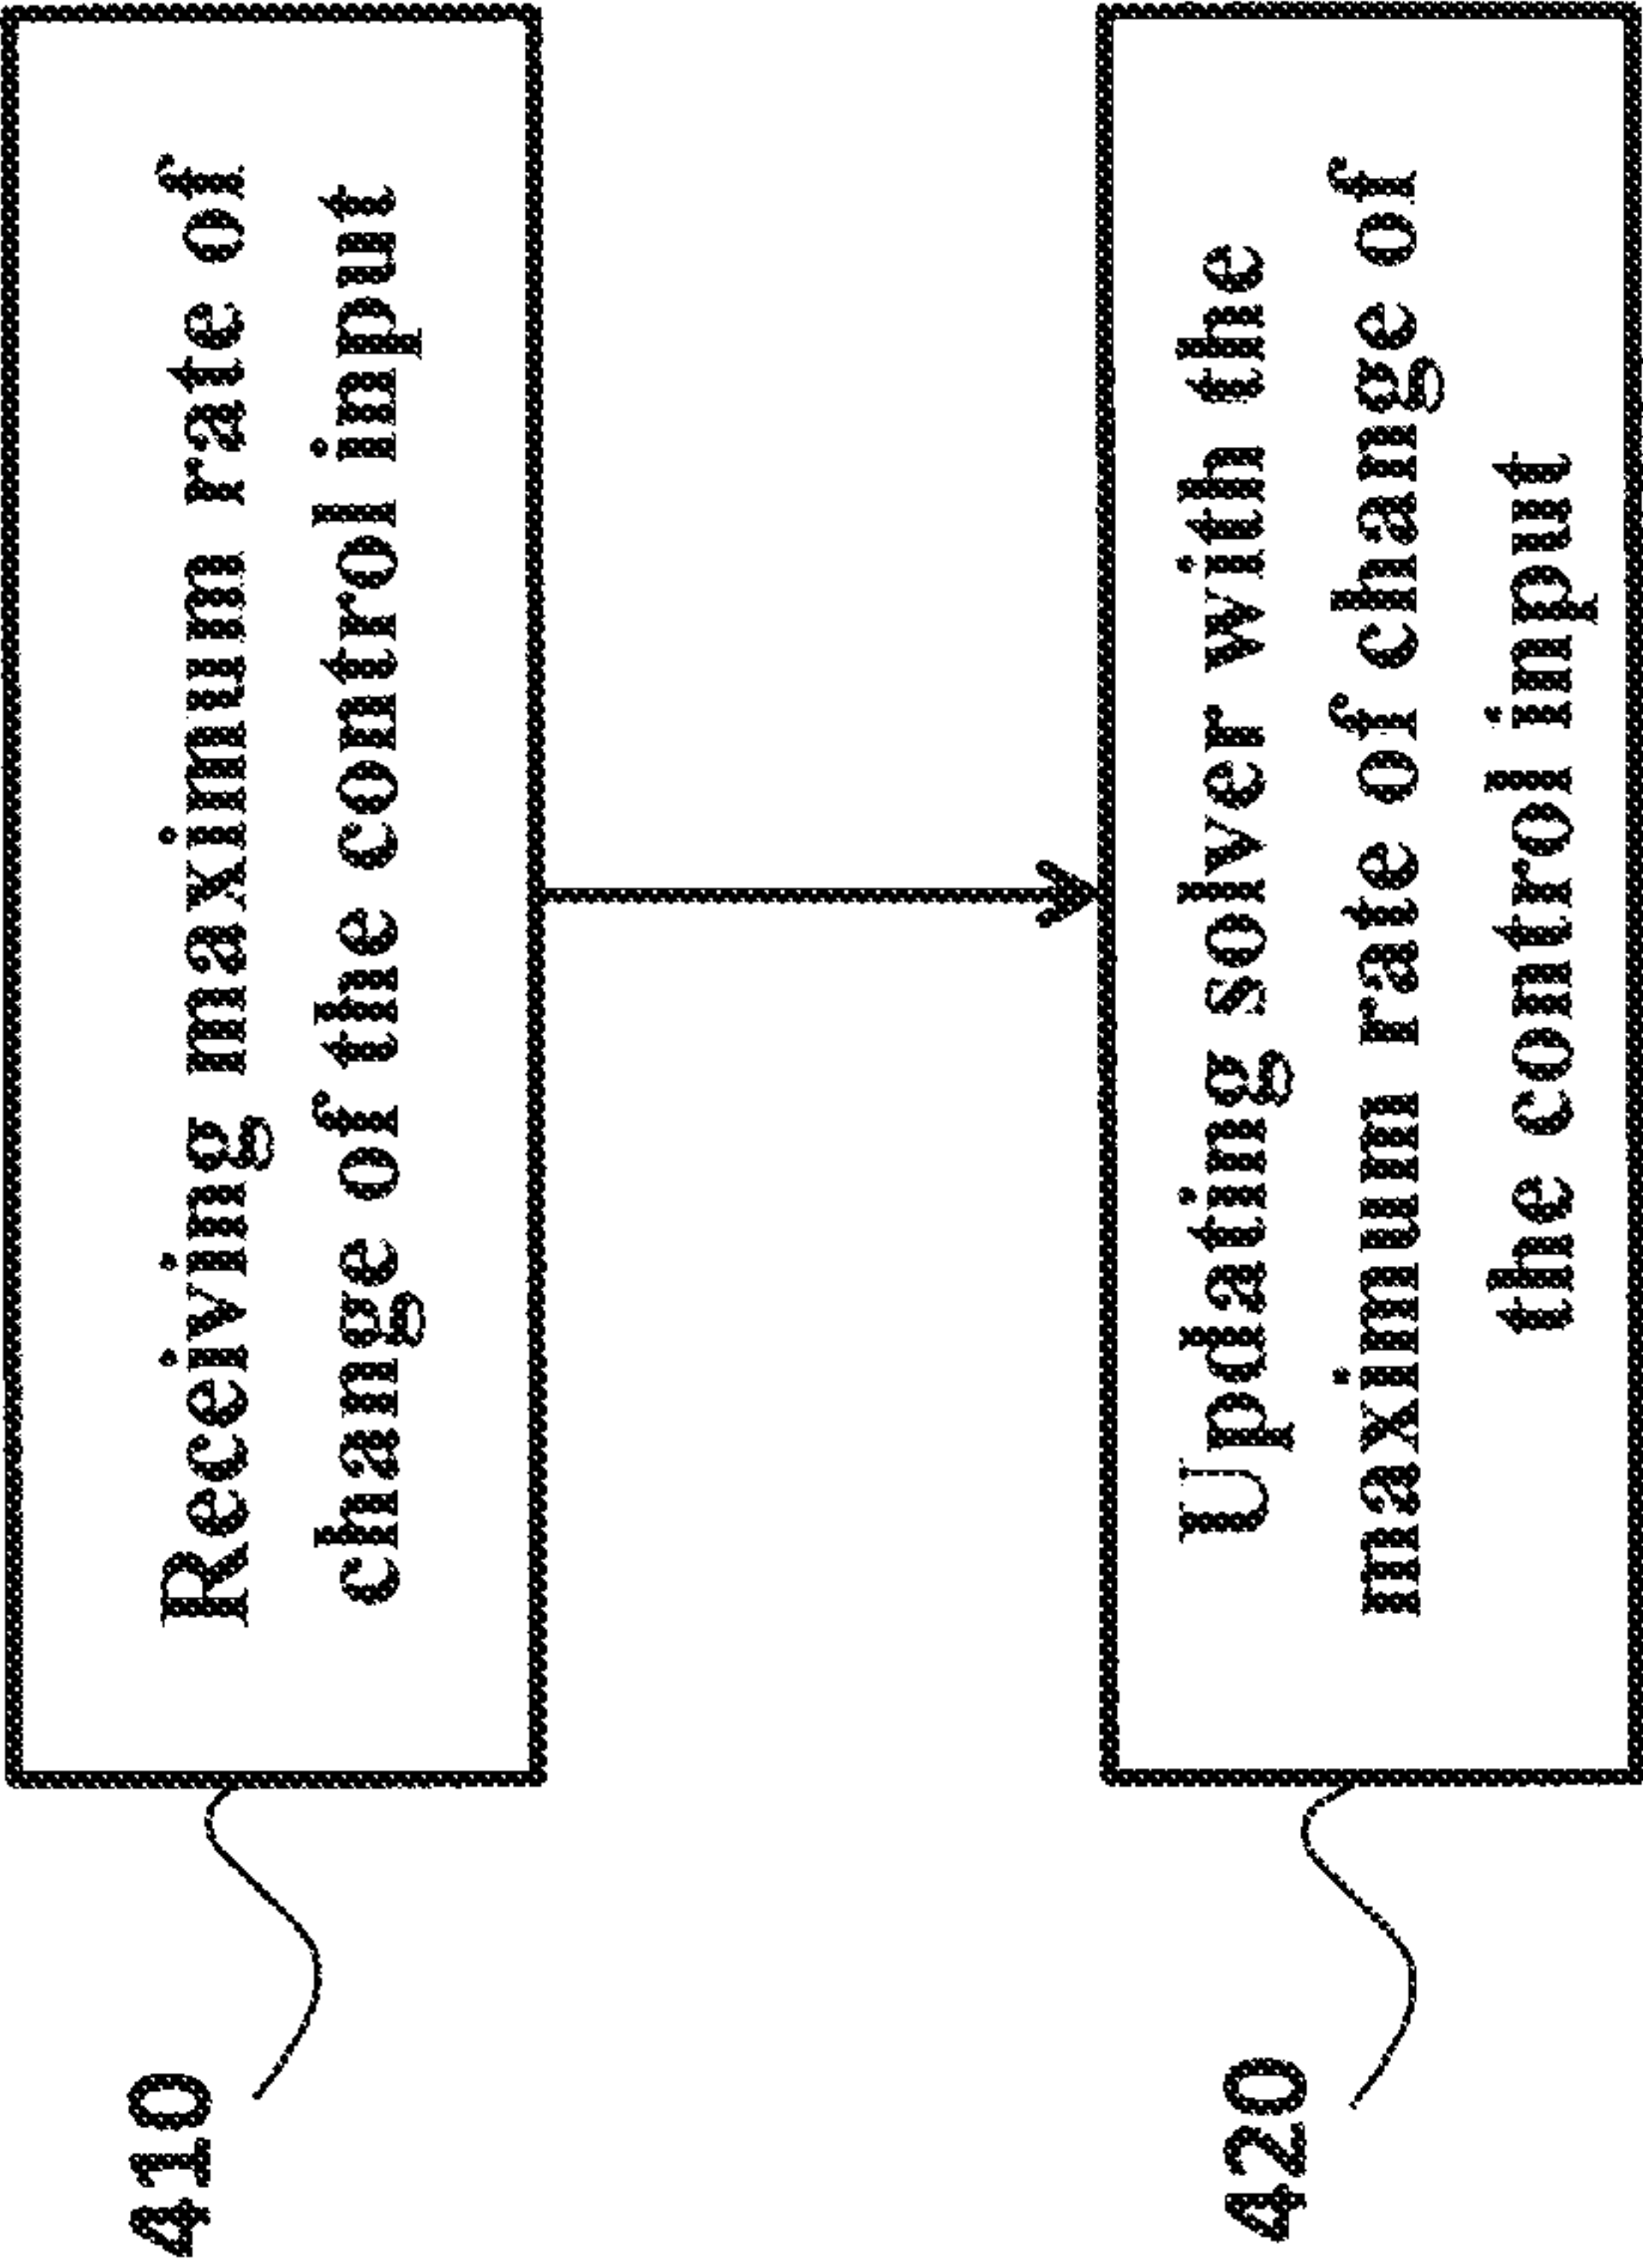 410
Receiving maximum rate of
change of the control input
420
Updating solver with the
maximum rate of change of
the control input